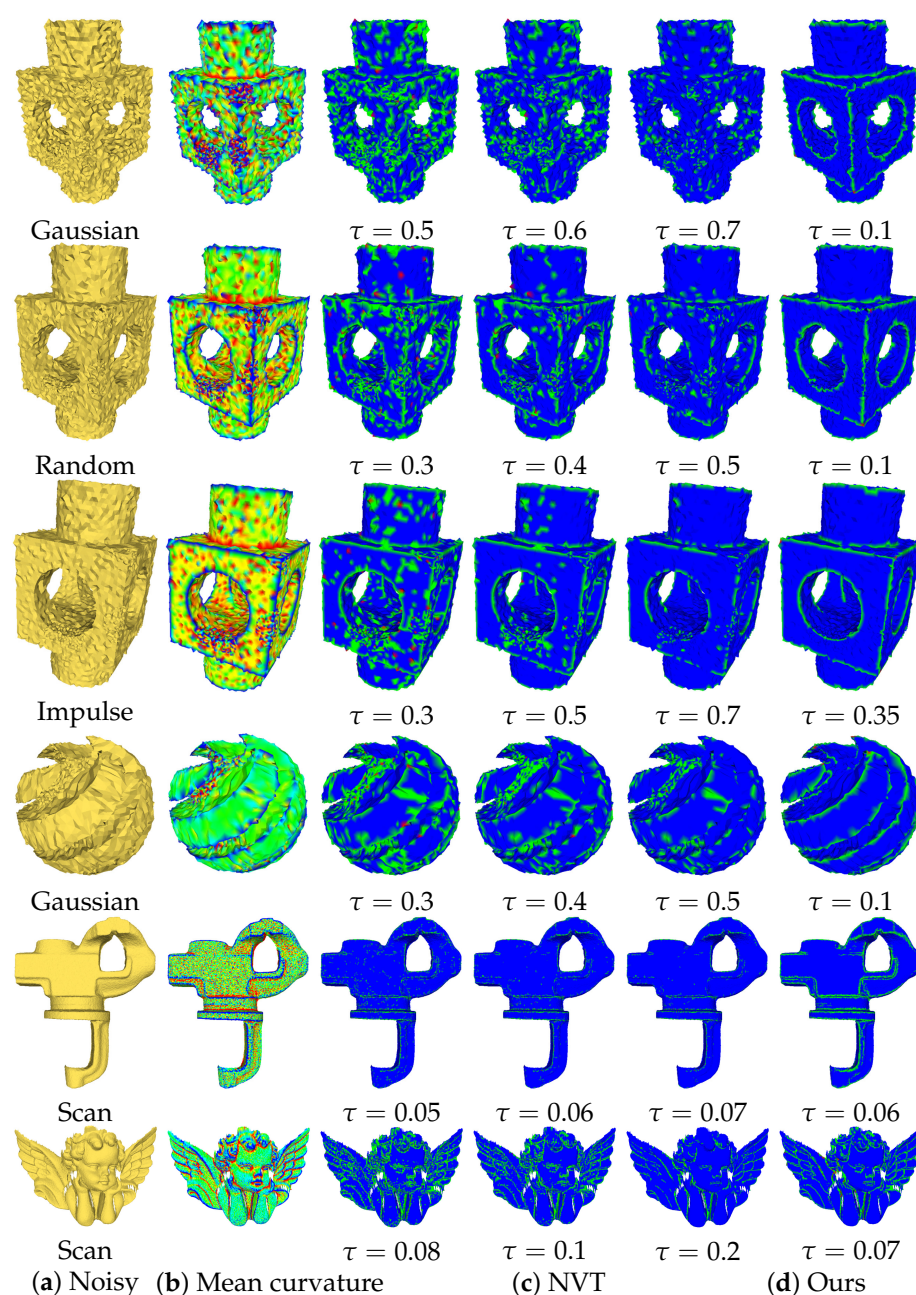 Gaussian τ = 0.5 τ = 0.6 τ = 0.7 τ = 0.1
Random τ = 0.3 τ = 0.4 τ = 0.5 τ = 0.1
Impulse τ = 0.3 τ = 0.5 τ = 0.7 τ = 0.35
Gaussian τ = 0.3 τ = 0.4 τ = 0.5 τ = 0.1
Scan τ = 0.05 τ = 0.06 τ = 0.07 τ = 0.06
Scan τ = 0.08 τ = 0.1 τ = 0.2 τ = 0.07
(a) Noisy (b) Mean curvature (c) NVT (d) Ours